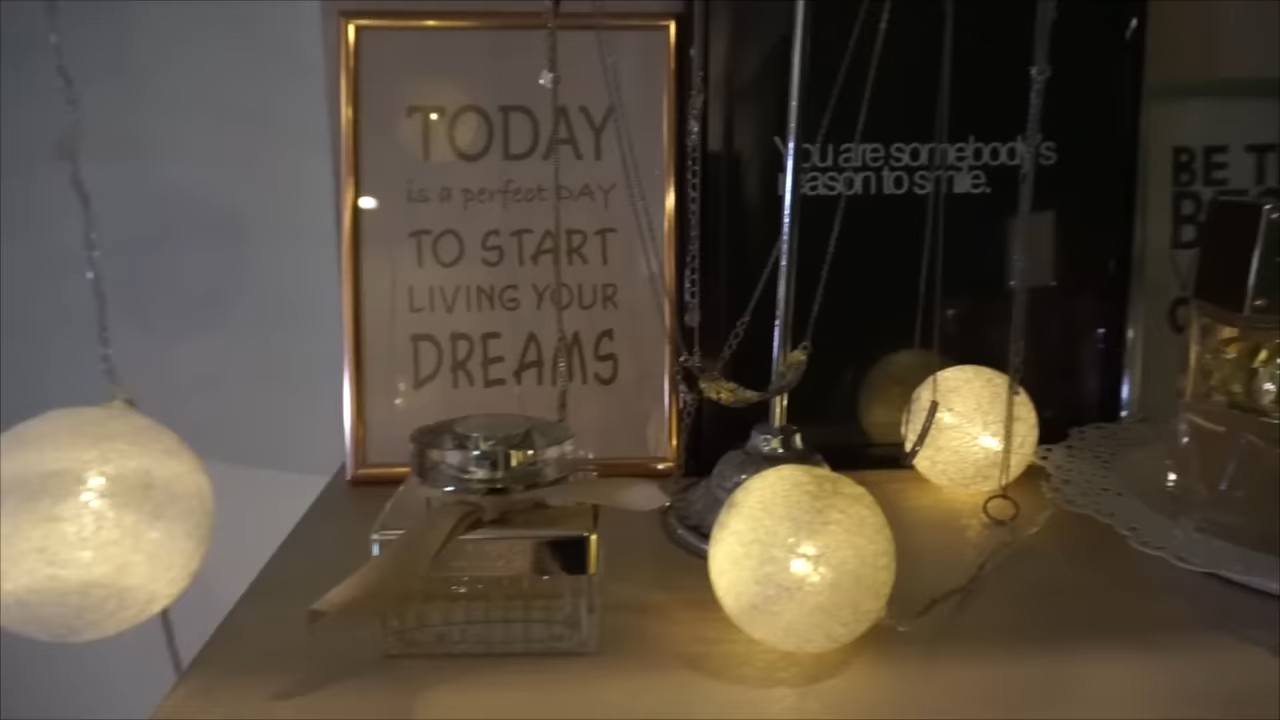 TODAY
is a perfect DAY
TO START
LIVING YOUR
DREAMS
You are somebody's
reason to smile.
BE T